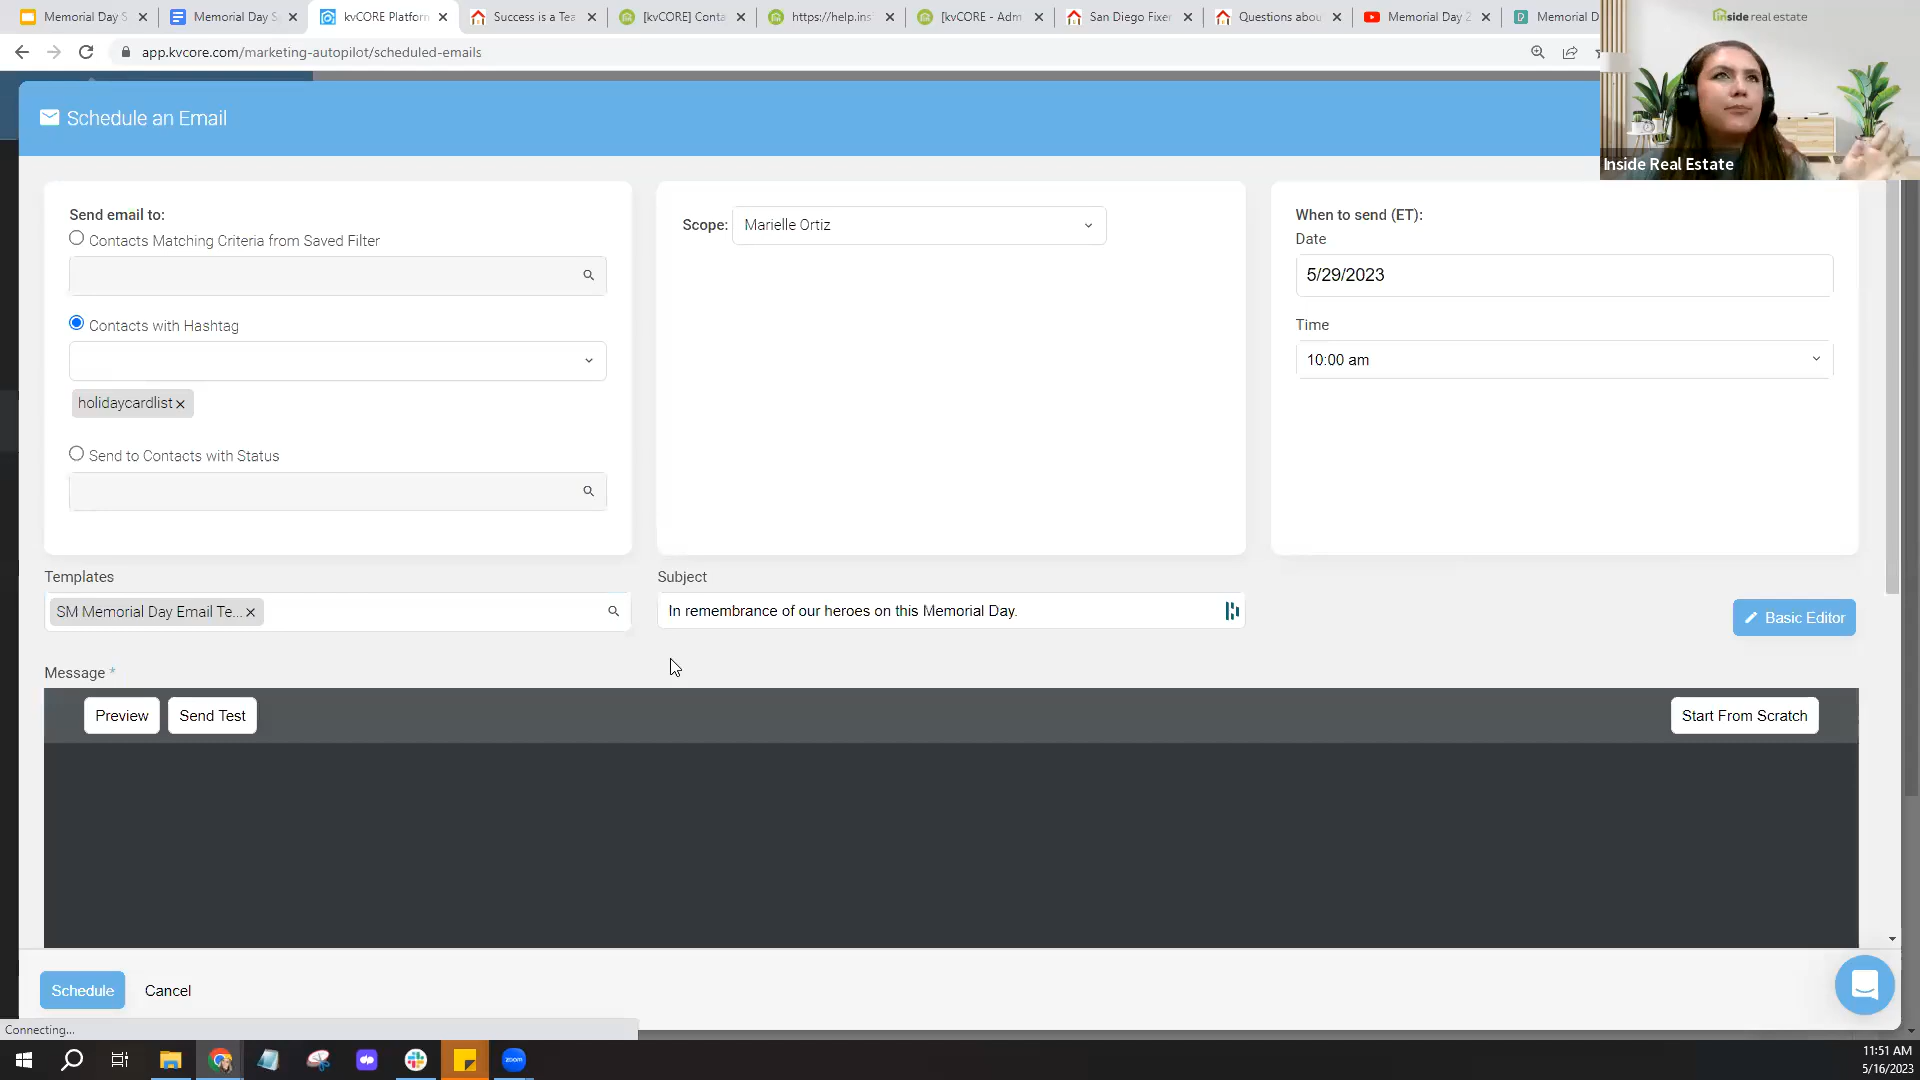 Memorial Day S
Memorial Day S
kvCORE Platform
Success is a Tea
[kvCORE] Conta
https://help.ins
[kvCORE - Adm
San Diego Fixer
Questions abou
Memorial Day 2
Memorial D
inside real estate
app.kvcore.com/marketing-autopilot/scheduled-emails
Schedule an Email
Inside Real Estate
Send email to:
Contacts Matching Criteria from Saved Filter
Contacts with Hashtag
holidaycardlist
Send to Contacts with Status
Scope:
Marielle Ortiz
When to send (ET):
Date
5/29/2023
Time
10:00 am
Templates
SM Memorial Day Email Te...
Subject
In remembrance of our heroes on this Memorial Day.
Basic Editor
Message *
Preview
Send Test
Start From Scratch
Schedule
Cancel
Connecting...
zoom
11:51 AM
5/16/2023